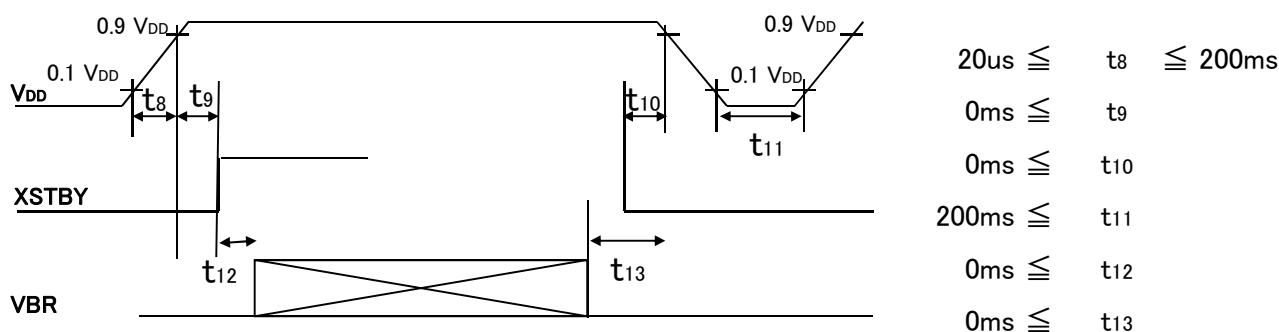 0.9 VDD
0.9 VDD
0.1 VDD
0.1 VDD
VDD
t8
t9
t10
t11
XSTBY
t12
t13
VBR
20us ≦ t8 ≦ 200ms
0ms ≦ t9
0ms ≦ t10
200ms ≦ t11
0ms ≦ t12
0ms ≦ t13